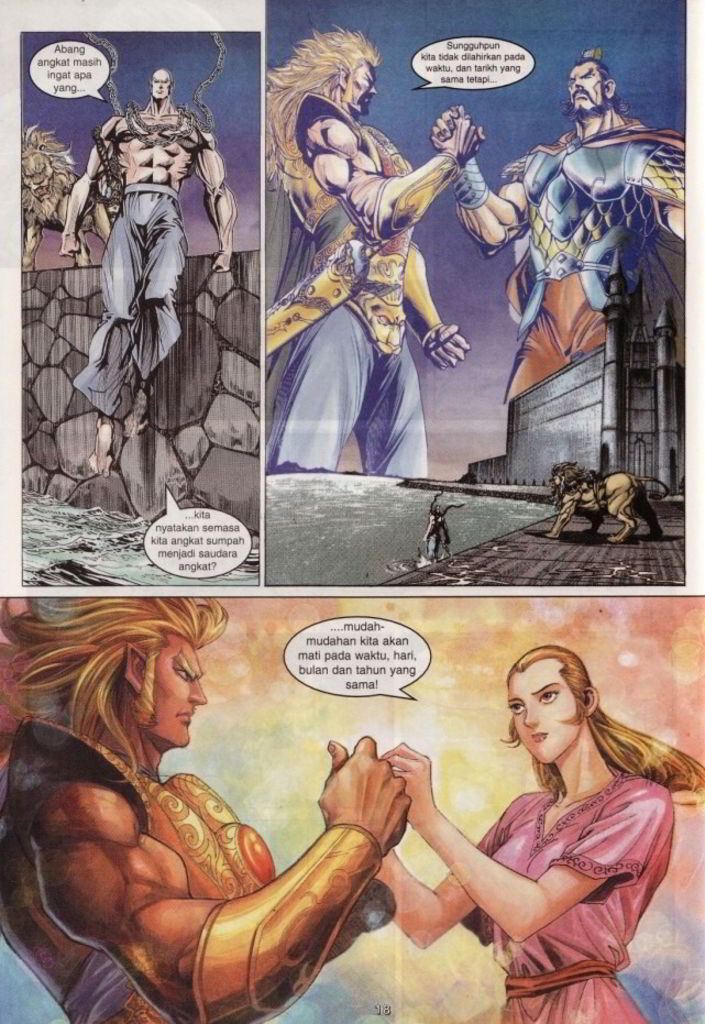 Abang
angkat masih
ingat apa
yang...
...kita
nyatakan semasa
kita angkat sumpah
menjadi saudara
angkat?
Sungguhpun
kita tidak dilahirkan pada
waktu, dan tarikh yang
sama tetapi...
....mudah-
mudahan kita akan
mati pada waktu, hari,
bulan dan tahun yang
sama!
18